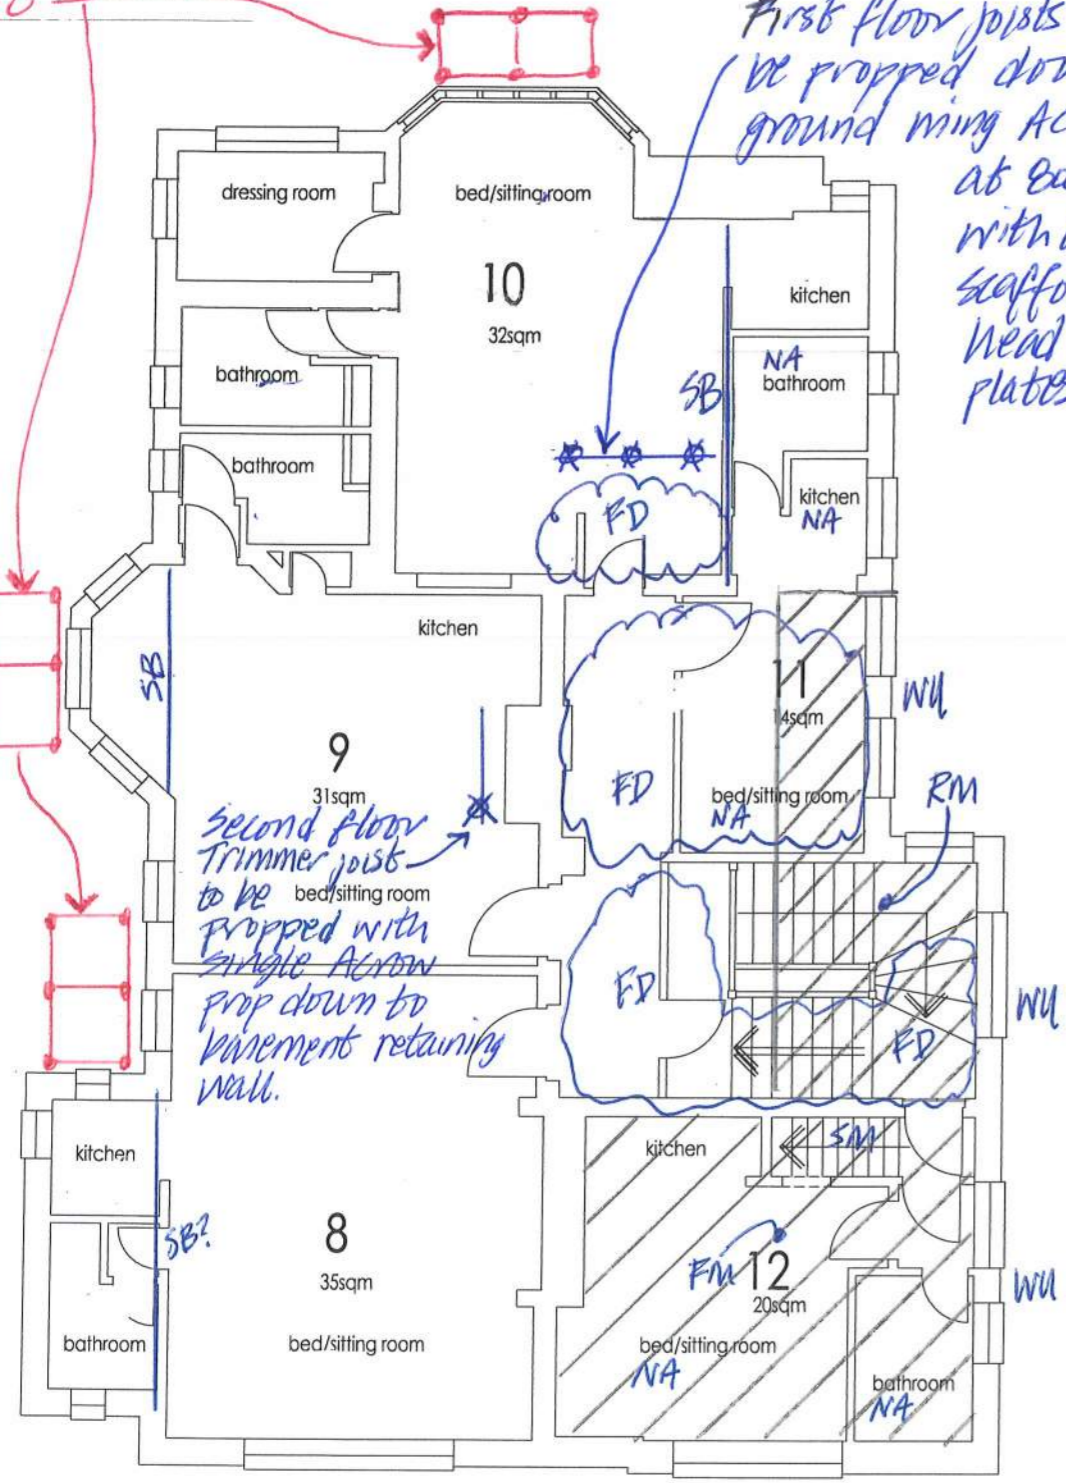 First floor joists
be propped
ground
at
with
scaffo
head
plates
dressing room
bed/sitting room
10
32sqm
kitchen
bathroom
SB
NA
bathroom
bathroom
FD
kitchen
NA
kitchen
SB
11
14sqm
WU
9
31sqm
FD
bed/sitting room
NA
RM
Second floor
Trimmer joist
to be
bed/sitting room
propped with
single Acrow
prop down to
basement retaining
wall.
FD
WU
FD
kitchen
kitchen
SM
SB?
8
35sqm
FM
12
20sqm
WU
bathroom
bed/sitting room
bed/sitting room
NA
bathroom
NA